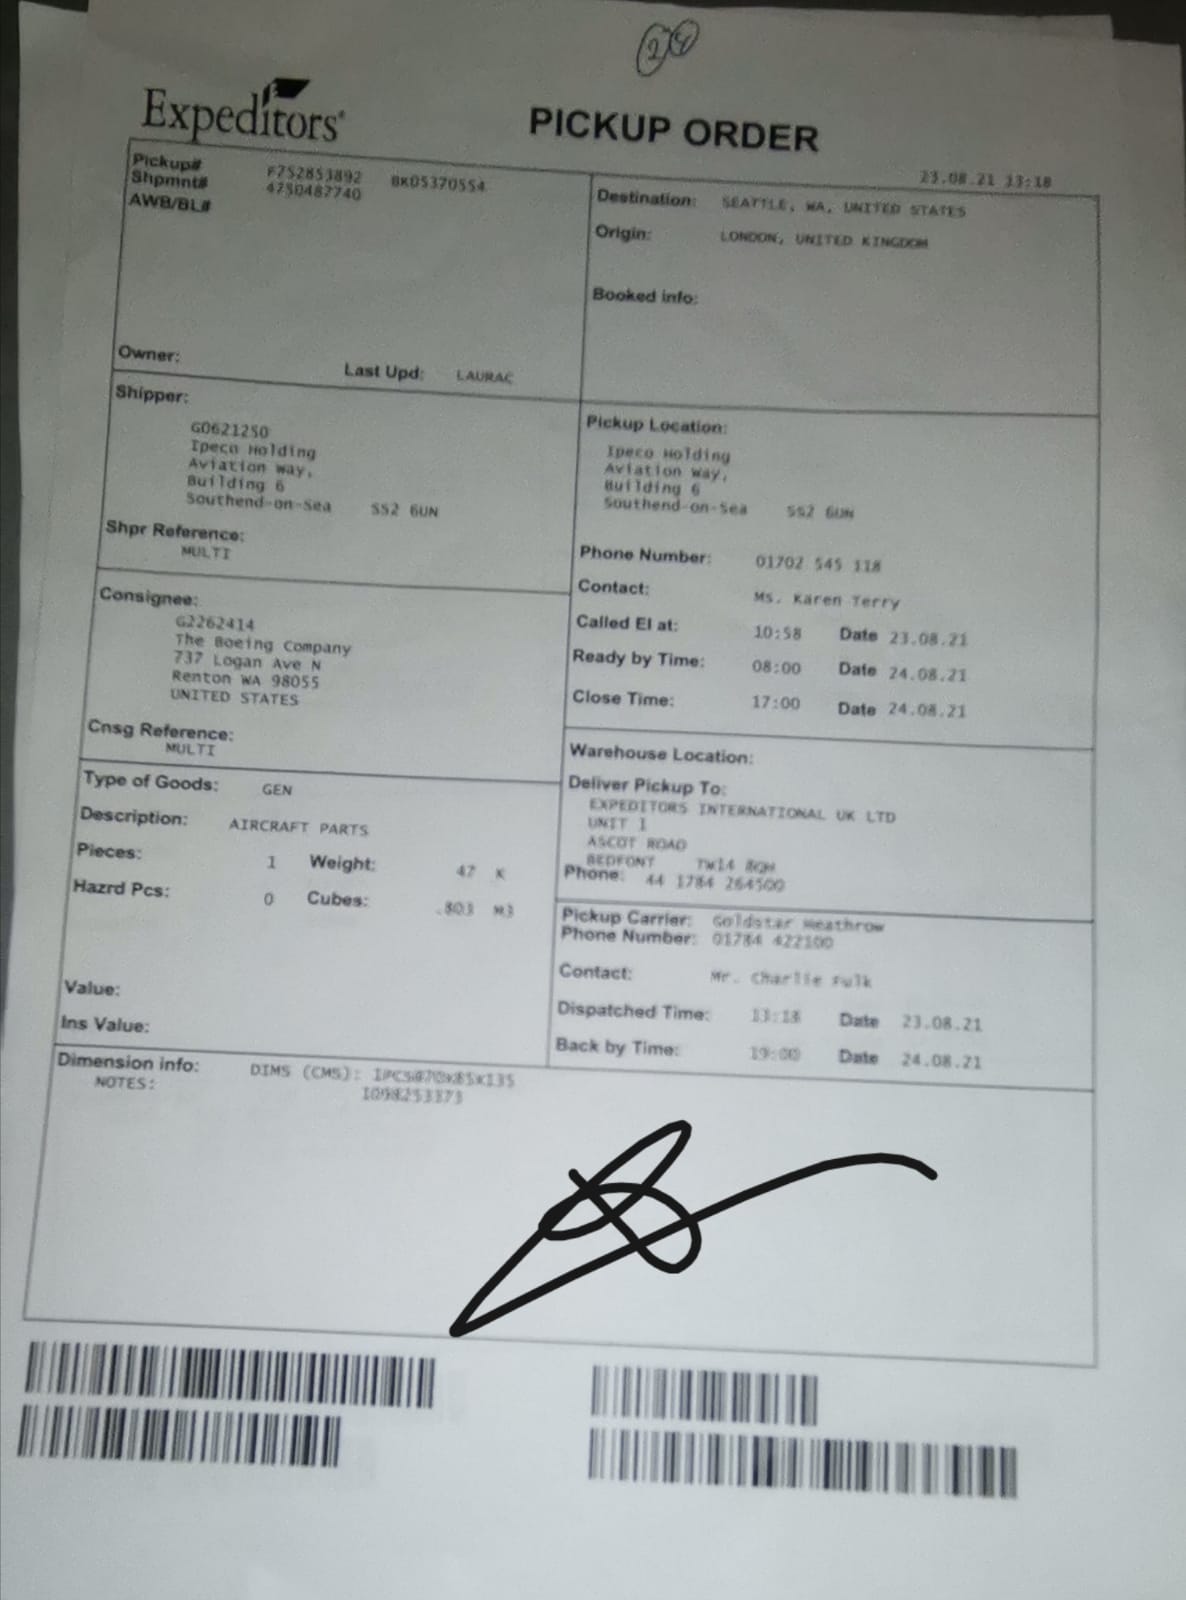 24
Expeditors
PICKUP ORDER
23.08.21 13:18
Pickup# F752853892 BK05370554
Shpmnt# 4750487740
AWB/BL#
Owner:
Last Upd: LAURAC
Destination: SEATTLE, WA, UNITED STATES
Origin: LONDON, UNITED KINGDOM
Booked info:
Shipper:
G0621250
Ipeco Holding
Aviation Way,
Building 6
Southend-on-Sea SS2 6UN
Shpr Reference:
MULTI
Pickup Location:
Ipeco Holding
Aviation Way,
Building 6
Southend-on-Sea SS2 6UN
Phone Number: 01702 545 118
Contact: Ms. Karen Terry
Called EI at: 10:58 Date 23.08.21
Ready by Time: 08:00 Date 24.08.21
Close Time: 17:00 Date 24.08.21
Consignee:
G2262414
The Boeing Company
737 Logan Ave N
Renton WA 98055
UNITED STATES
Cnsg Reference:
MULTI
Warehouse Location:
Deliver Pickup To:
EXPEDITORS INTERNATIONAL UK LTD
UNIT 1
ASCOT ROAD
BEDFONT TW14 8QH
Phone: 44 1784 264500
Type of Goods: GEN
Description: AIRCRAFT PARTS
Pieces: 1 Weight: 47 K
Hazrd Pcs: 0 Cubes: .803 M3
Value:
Ins Value:
Pickup Carrier: Goldstar Heathrow
Phone Number: 01784 422100
Contact: Mr. Charlie Fulk
Dispatched Time: 13:18 Date 23.08.21
Back by Time: 19:00 Date 24.08.21
Dimension info: DIMS (CMS): 1PCS@70X85X135
NOTES: 1098253373